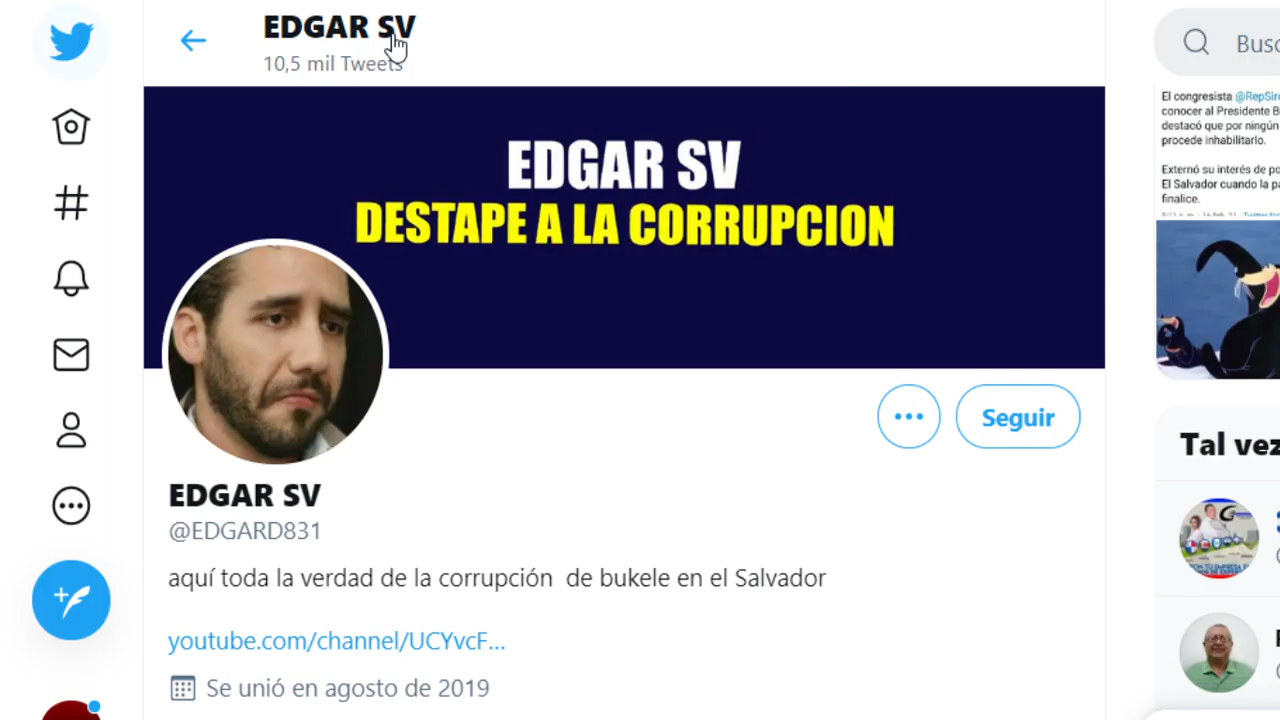 EDGAR SV
10,5 mil Tweets
EDGAR SV
DESTAPE A LA CORRUPCION
Seguir
EDGAR SV
@EDGARD831
aquí toda la verdad de la corrupción de bukele en el Salvador
youtube.com/channel/UCYvcF...
Se unió en agosto de 2019
Busc
El congresista @RepSir
conocer al Presidente B
destacó que por ningún
procede inhabilitarlo.
Externó su interés de po
El Salvador cuando la pa
finalice.
Tal vez